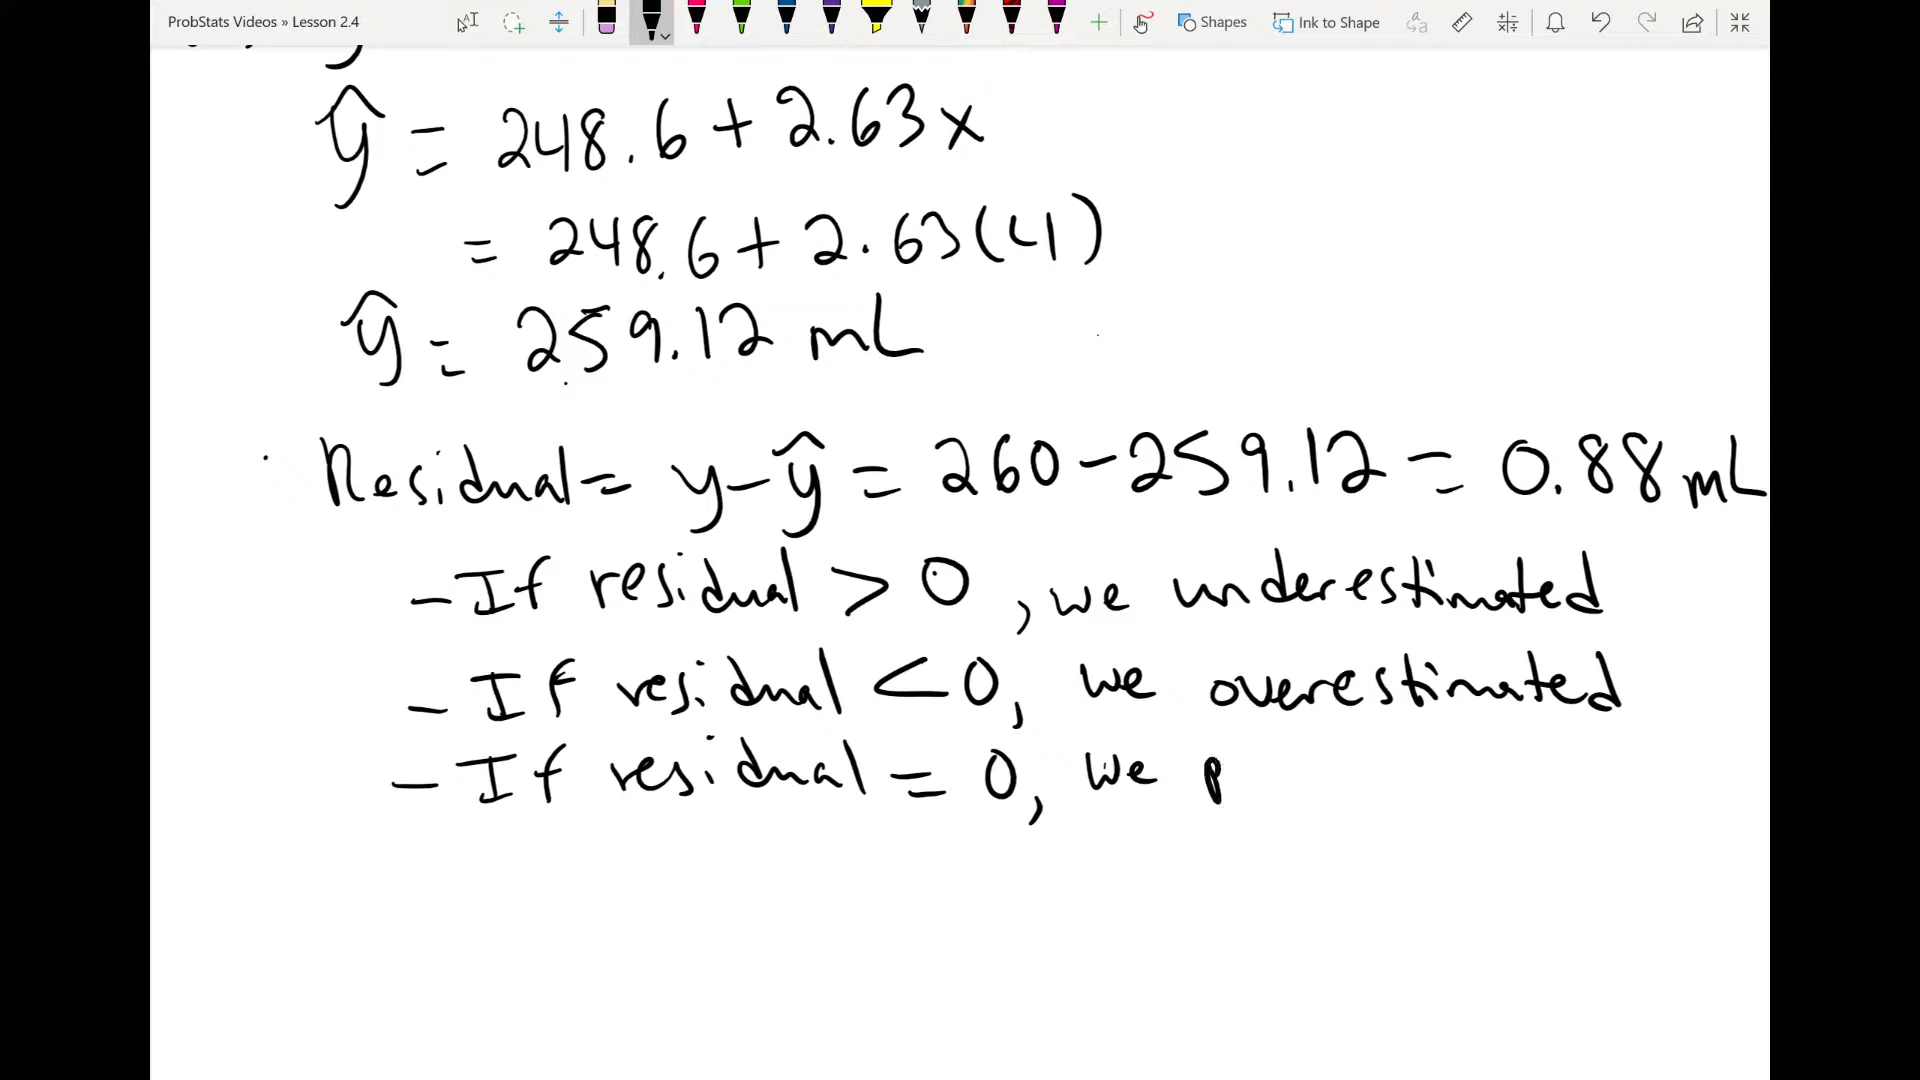 ProbStats Videos » Lesson 2.4
Shapes
Ink to Shape
ŷ = 248.6 + 2.63x
= 248.6 + 2.63(4)
ŷ = 259.12 mL
Residual = y - ŷ = 260 - 259.12 = 0.88 mL
- If residual > 0, we underestimated
- If residual < 0, we overestimated
- If residual = 0, we p